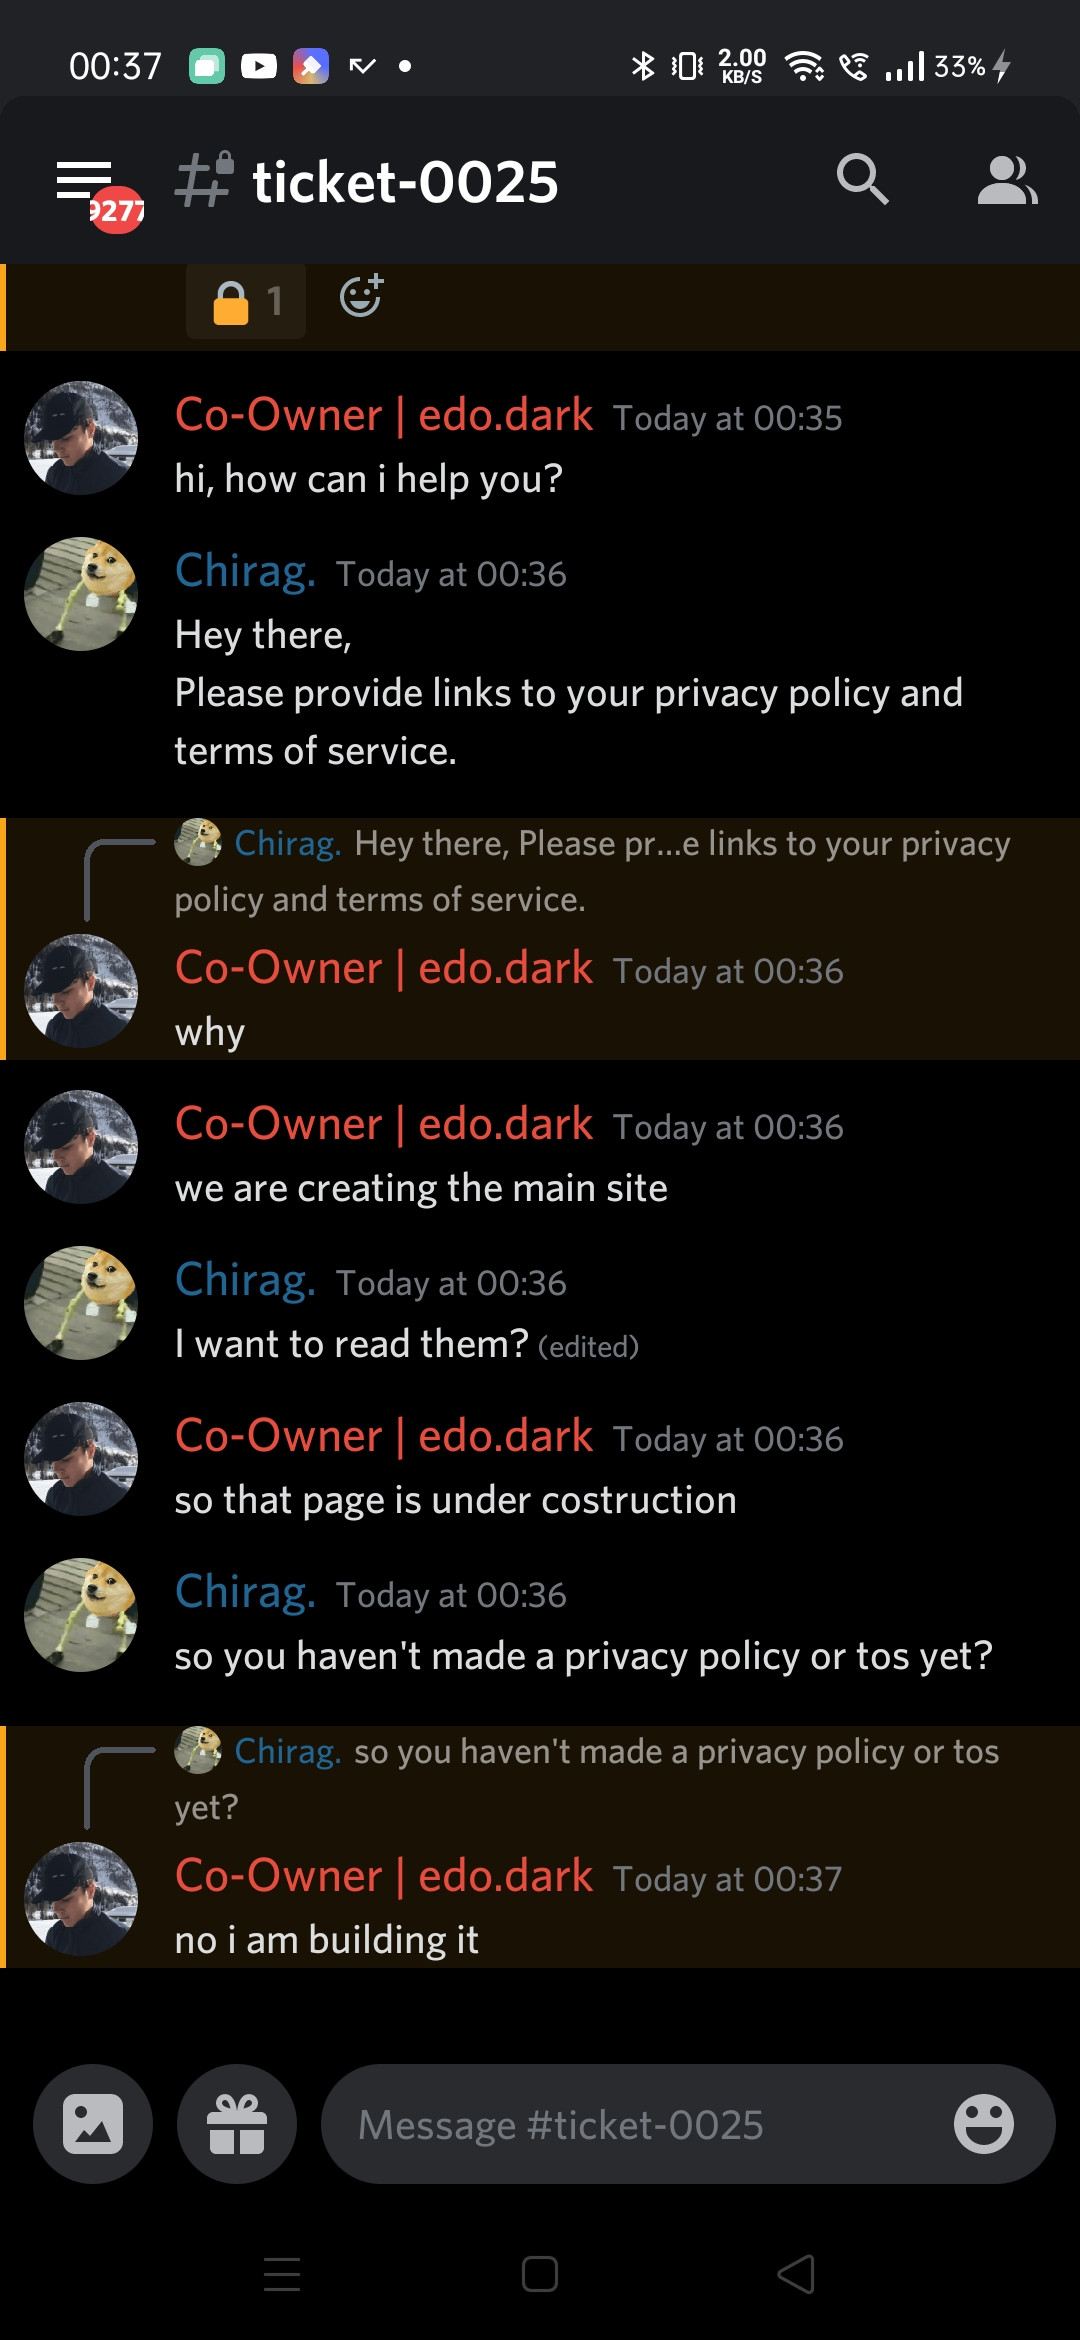 00:37 2.00 KB/S 33%
9277 ticket-0025
1
Co-Owner | edo.dark Today at 00:35
hi, how can i help you?
Chirag. Today at 00:36
Hey there,
Please provide links to your privacy policy and
terms of service.
Chirag. Hey there, Please pr...e links to your privacy
policy and terms of service.
Co-Owner | edo.dark Today at 00:36
why
Co-Owner | edo.dark Today at 00:36
we are creating the main site
Chirag. Today at 00:36
I want to read them? (edited)
Co-Owner | edo.dark Today at 00:36
so that page is under costruction
Chirag. Today at 00:36
so you haven't made a privacy policy or tos yet?
Chirag. so you haven't made a privacy policy or tos
yet?
Co-Owner | edo.dark Today at 00:37
no i am building it
Message #ticket-0025